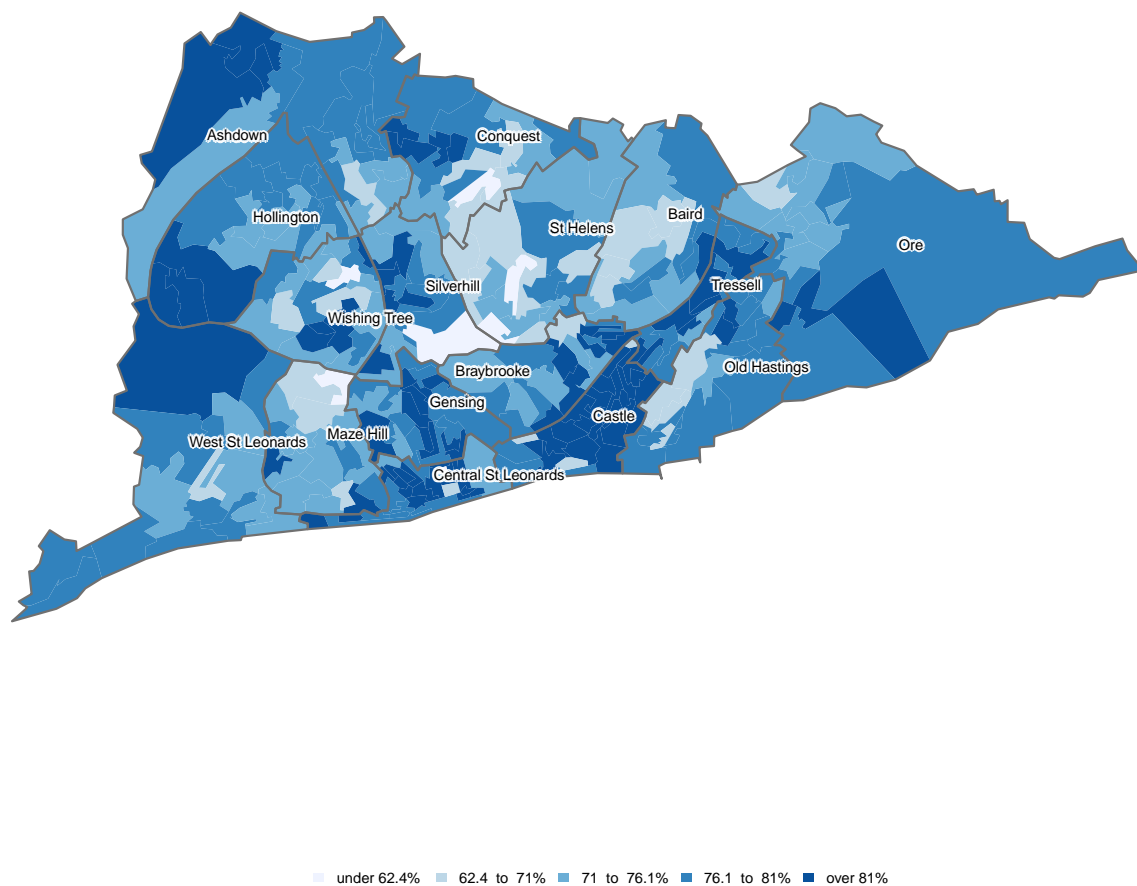 Ashdown
Conquest
Hollington
Baird
St Helens
Ore
Silverhill
Tressell
Wishing Tree
Braybrooke
Old Hastings
Gensing
Castle
Maze Hill
West St Leonards
Central St Leonards
under 62.4% 62.4 to 71% 71 to 76.1% 76.1 to 81% over 81%